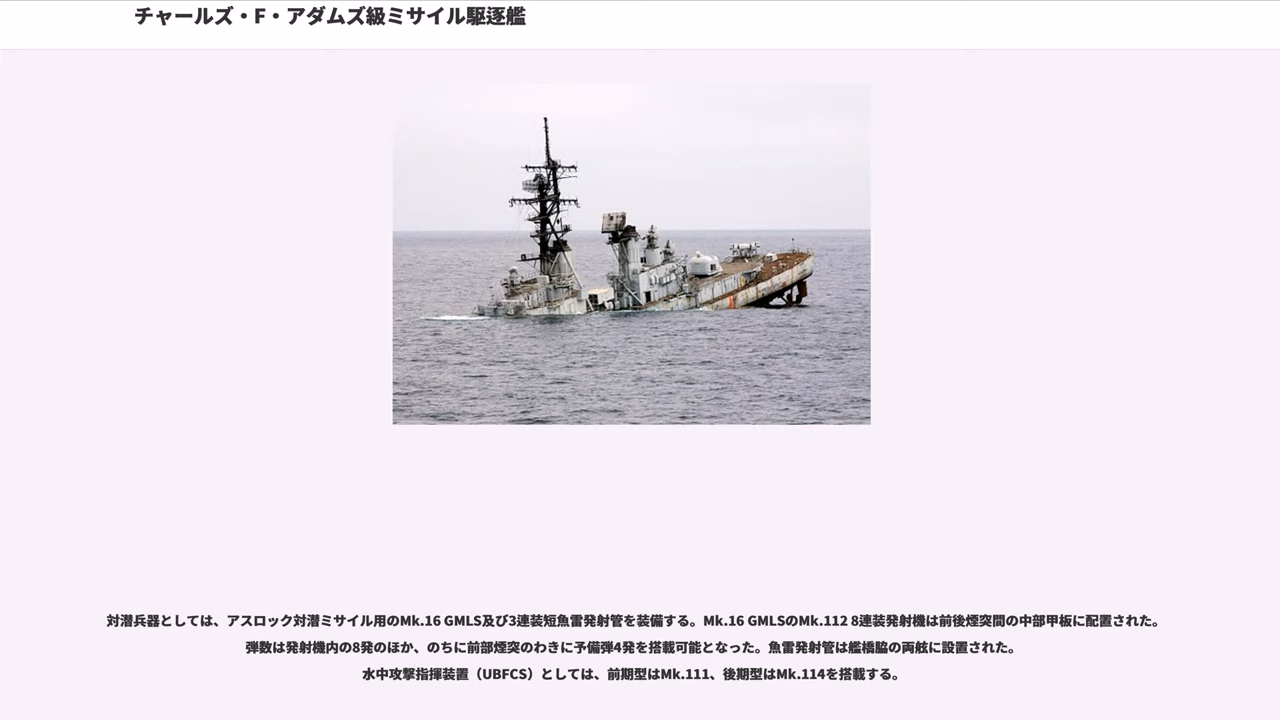 チャールズ・F・アダムズ級ミサイル駆逐艦
対潜兵器としては、アスロック対潜ミサイル用のMk.16 GMLS及び3連装短魚雷発射管を装備する。Mk.16 GMLSのMk.112 8連装発射機は前後煙突間の中部甲板に配置された。
弾数は発射機内の8発のほか、のちに前部煙突のわきに予備弾4発を搭載可能となった。魚雷発射管は艦橋脇の両舷に設置された。
水中攻撃指揮装置（UBFCS）としては、前期型はMk.111、後期型はMk.114を搭載する。